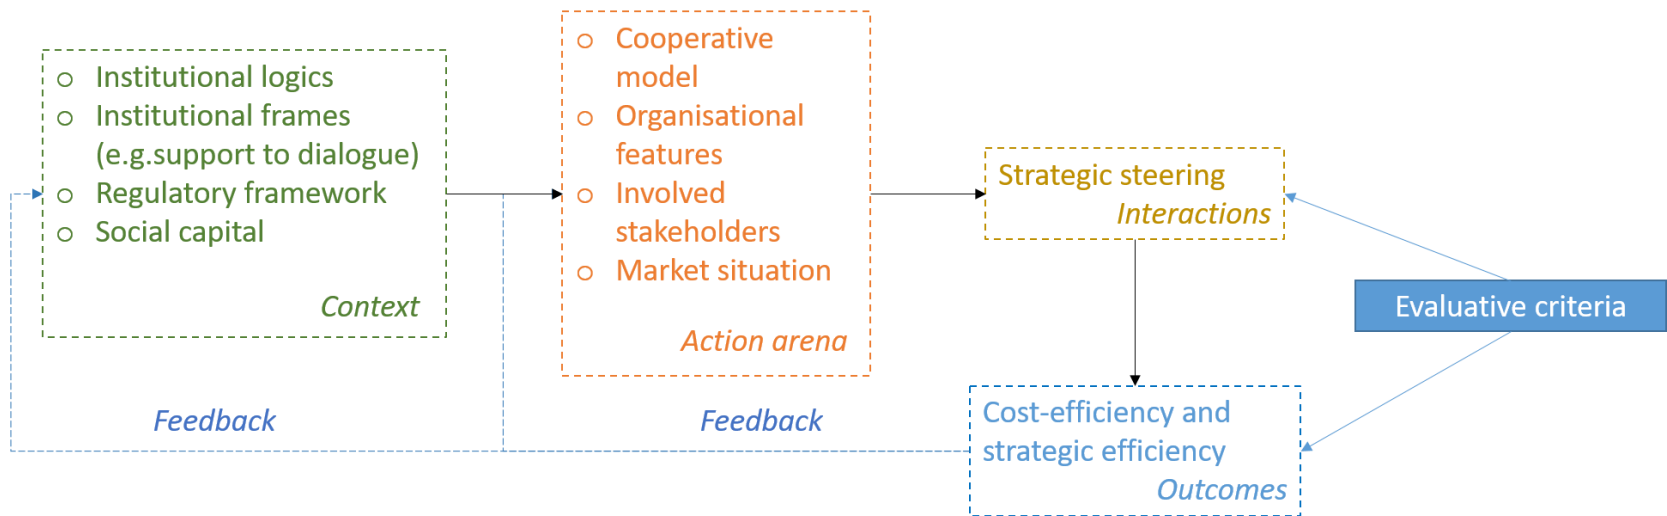 o Institutional logics
o Institutional frames
(e.g.support to dialogue)
o Regulatory framework
o Social capital
Context
o Cooperative
model
o Organisational
features
o Involved
stakeholders
o Market situation
Action arena
Strategic steering
Interactions
Evaluative criteria
Cost-efficiency and
strategic efficiency
Outcomes
Feedback
Feedback